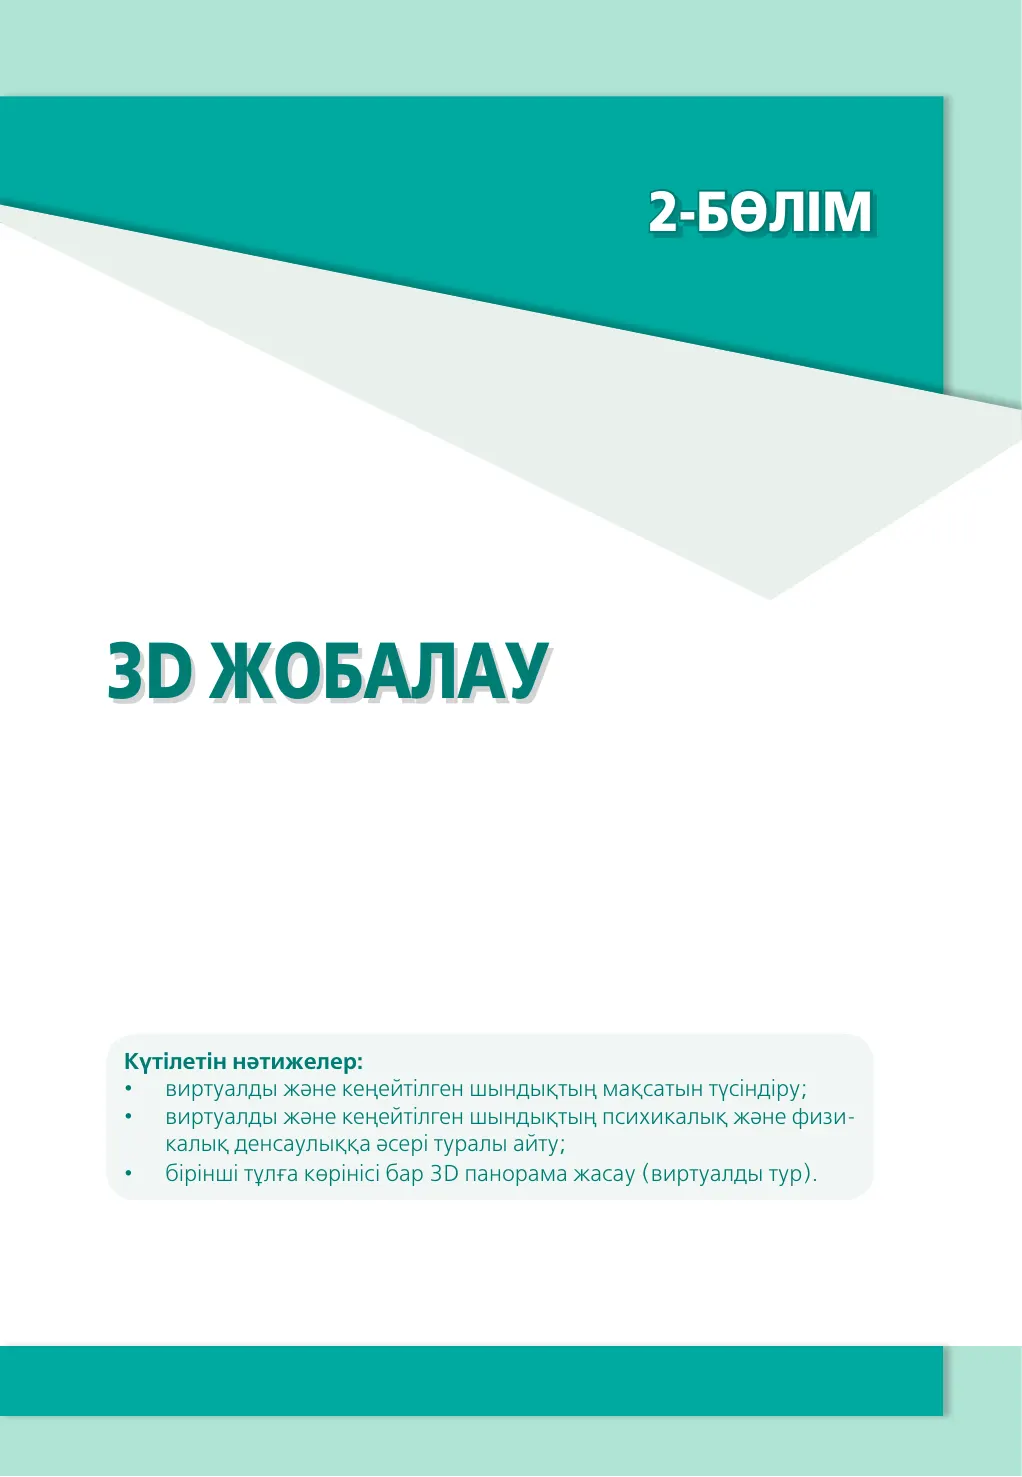 2-БӨЛІМ
3D ЖОБАЛАУ
Күтілетін нәтижелер:
• виртуалды және кеңейтілген шындықтың мақсатын түсіндіру;
• виртуалды және кеңейтілген шындықтың психикалық және физи-
калық денсаулыққа әсері туралы айту;
• бірінші тұлға көрінісі бар 3D панорама жасау (виртуалды тур).